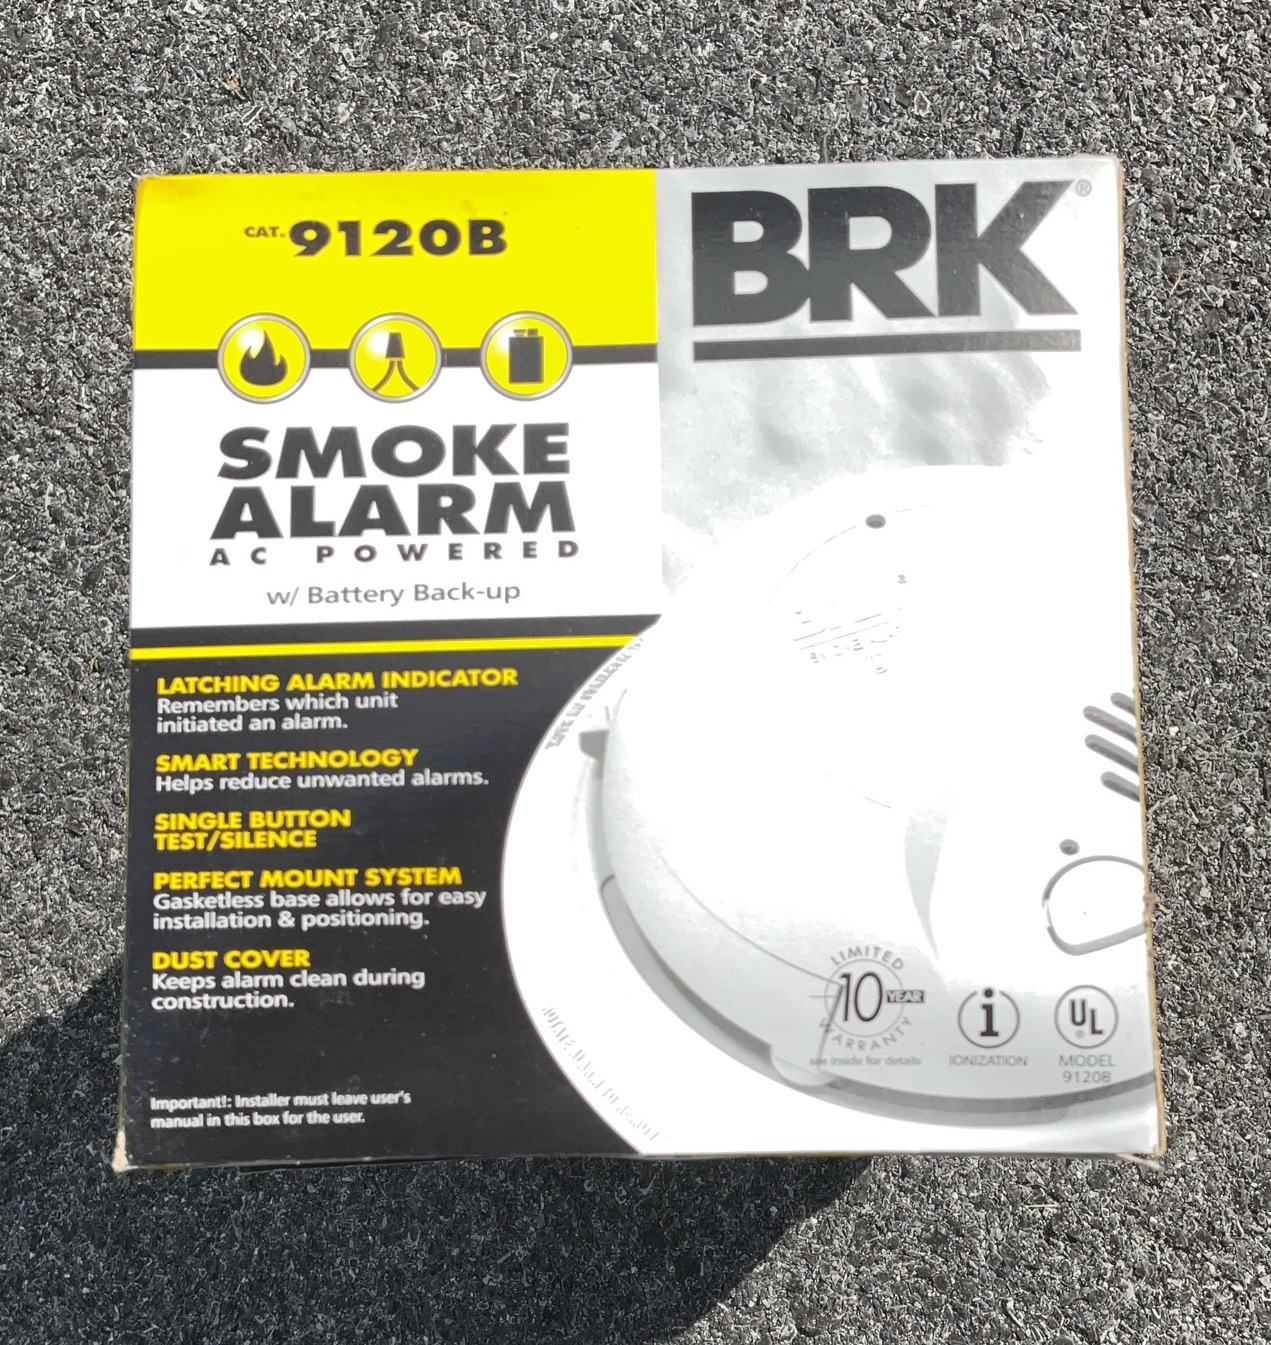 CAT. 9120B
BRK®
SMOKE
ALARM
AC POWERED
w/ Battery Back-up
LATCHING ALARM INDICATOR
Remembers which unit
initiated an alarm.
SMART TECHNOLOGY
Helps reduce unwanted alarms.
SINGLE BUTTON
TEST/SILENCE
PERFECT MOUNT SYSTEM
Gasketless base allows for easy
installation & positioning.
DUST COVER
Keeps alarm clean during
construction.
Important!: Installer must leave user's
manual in this box for the user.
LIMITED
10 YEAR
WARRANTY
see inside for details
i
IONIZATION
UL
MODEL
9120B